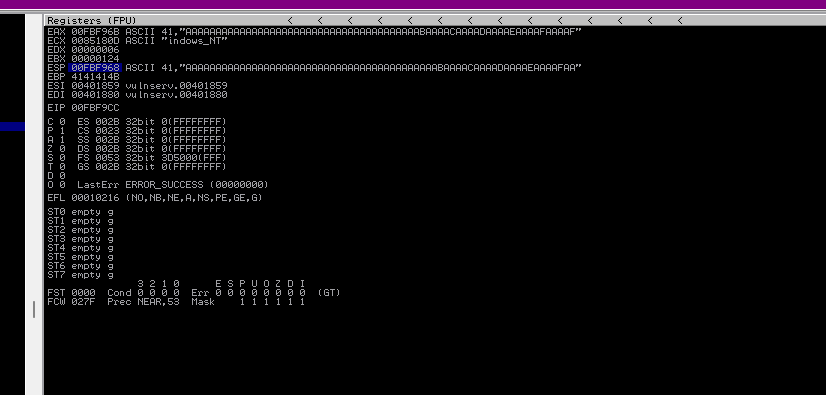 Registers (FPU) < < < < < < < < < < < < < <
EAX 00FBF96B ASCII 41,"AAAAAAAAAAAAAAAAAAAAAAAAAAAAAAAAAAAAAAABAAAACAAAADAAAAEAAAAFAAAAF"
ECX 0085180D ASCII "indows_NT"
EDX 00000006
EBX 00000124
ESP 00FBF968 ASCII 41,"AAAAAAAAAAAAAAAAAAAAAAAAAAAAAAAAAAAAAAAAAABAAAACAAAADAAAAEAAAAFAA"
EBP 4141414B
ESI 00401859 vulnserv.00401859
EDI 00401880 vulnserv.00401880
EIP 00FBF9CC
C 0 ES 002B 32bit 0(FFFFFFFF)
P 1 CS 0023 32bit 0(FFFFFFFF)
A 1 SS 002B 32bit 0(FFFFFFFF)
Z 0 DS 002B 32bit 0(FFFFFFFF)
S 0 FS 0053 32bit 3D5000(FFF)
T 0 GS 002B 32bit 0(FFFFFFFF)
D 0
O 0 LastErr ERROR_SUCCESS (00000000)
EFL 00010216 (NO,NB,NE,A,NS,PE,GE,G)
ST0 empty g
ST1 empty g
ST2 empty g
ST3 empty g
ST4 empty g
ST5 empty g
ST6 empty g
ST7 empty g
3 2 1 0 E S P U O Z D I
FST 0000 Cond 0 0 0 0 Err 0 0 0 0 0 0 0 0 (GT)
FCW 027F Prec NEAR,53 Mask 1 1 1 1 1 1